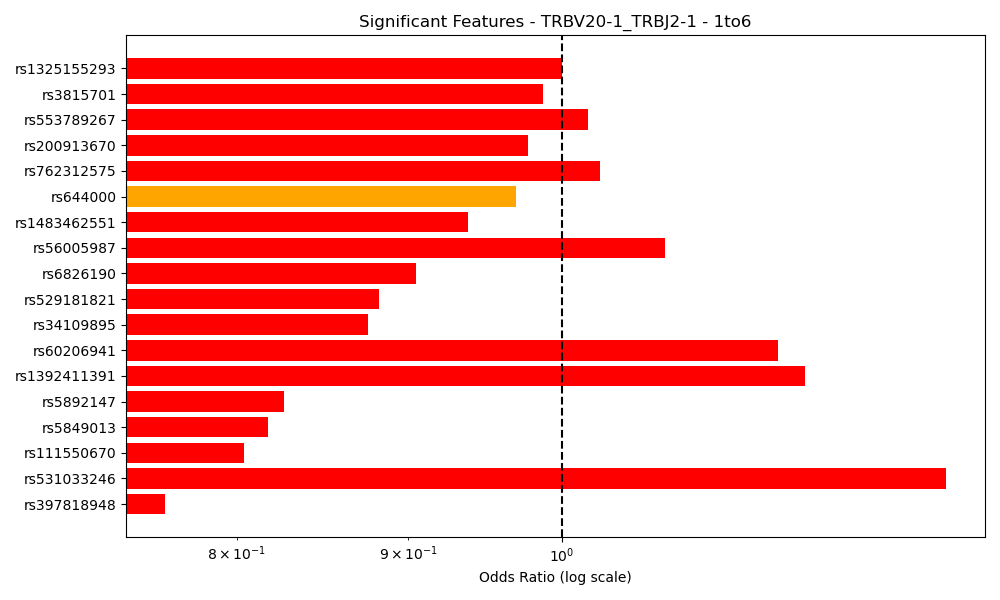 Significant Features - TRBV20-1_TRBJ2-1 - 1to6
rs1325155293
rs3815701
rs553789267
rs200913670
rs762312575
rs644000
rs1483462551
rs56005987
rs6826190
rs529181821
rs34109895
rs60206941
rs1392411391
rs5892147
rs5849013
rs111550670
rs531033246
rs397818948
8 × 10⁻¹ 9 × 10⁻¹ 10⁰
Odds Ratio (log scale)